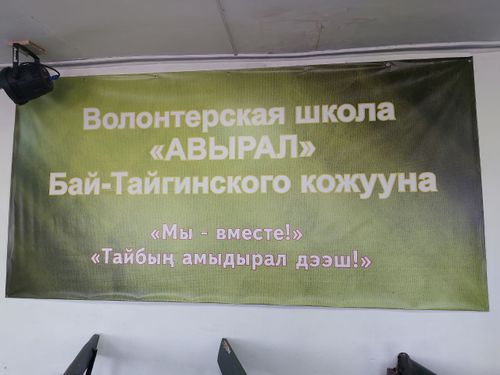 Волонтерская школа
«АВЫРАЛ»
Бай-Тайгинского кожууна
«Мы - вместе!»
«Тайбың амыдырал дээш!»